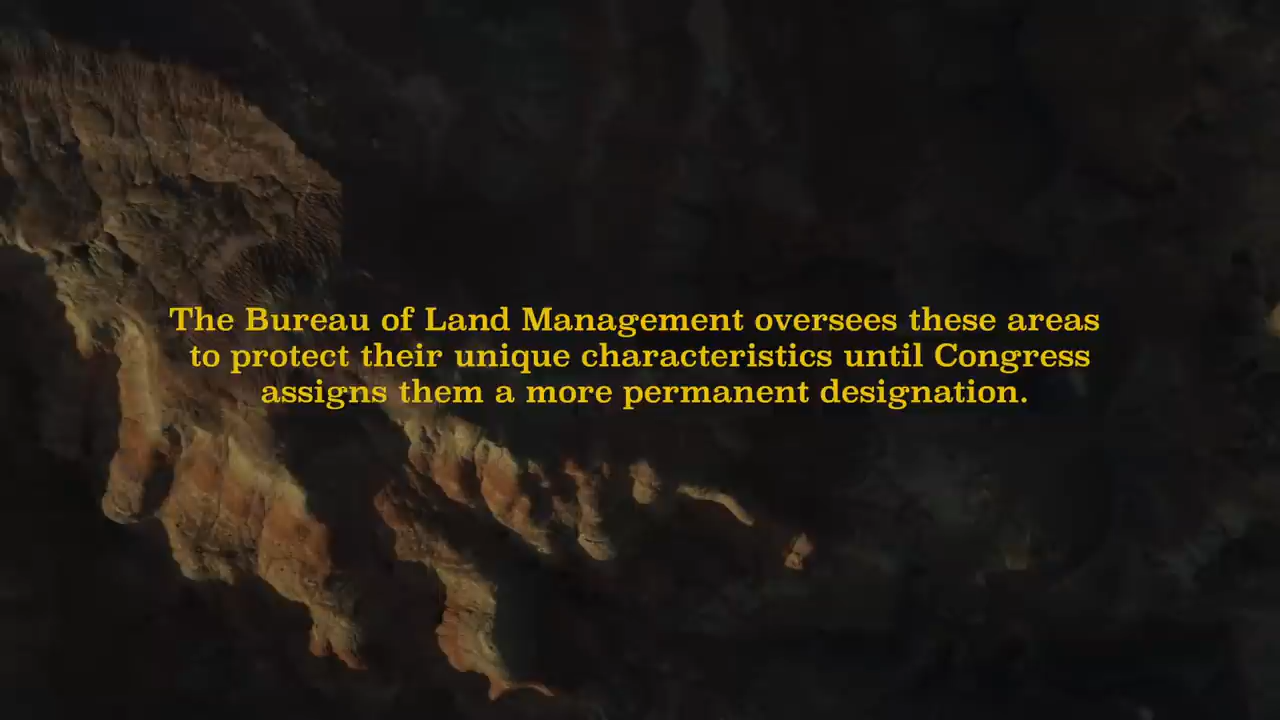 The Bureau of Land Management oversees these areas
to protect their unique characteristics until Congress
assigns them a more permanent designation.